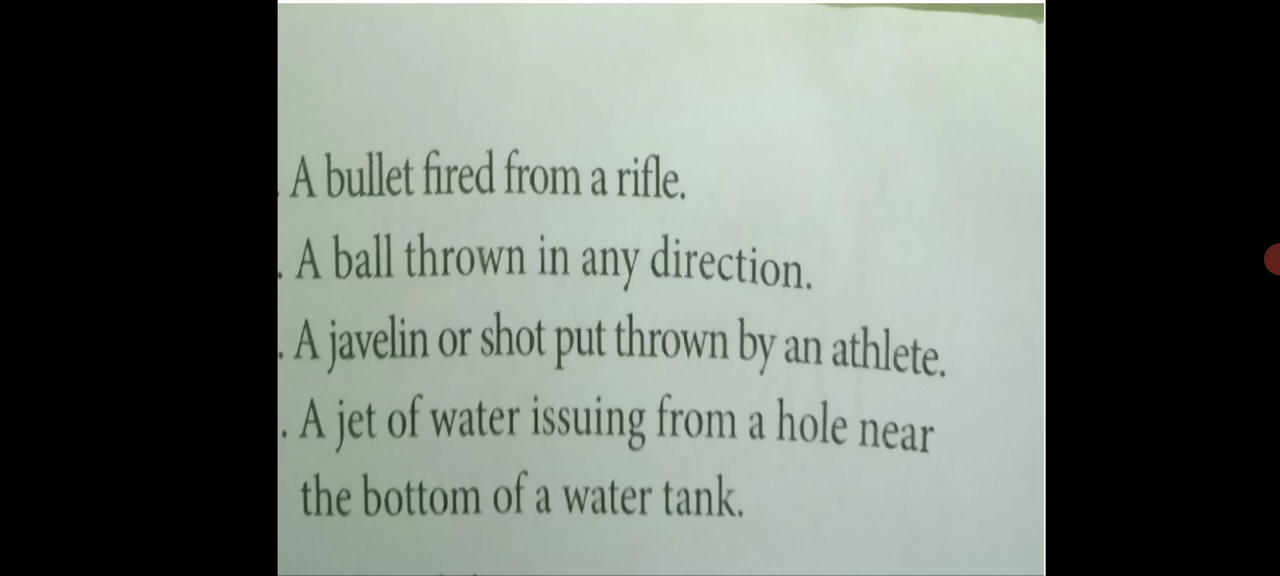 . A bullet fired from a rifle.
. A ball thrown in any direction.
. A javelin or shot put thrown by an athlete.
. A jet of water issuing from a hole near
the bottom of a water tank.